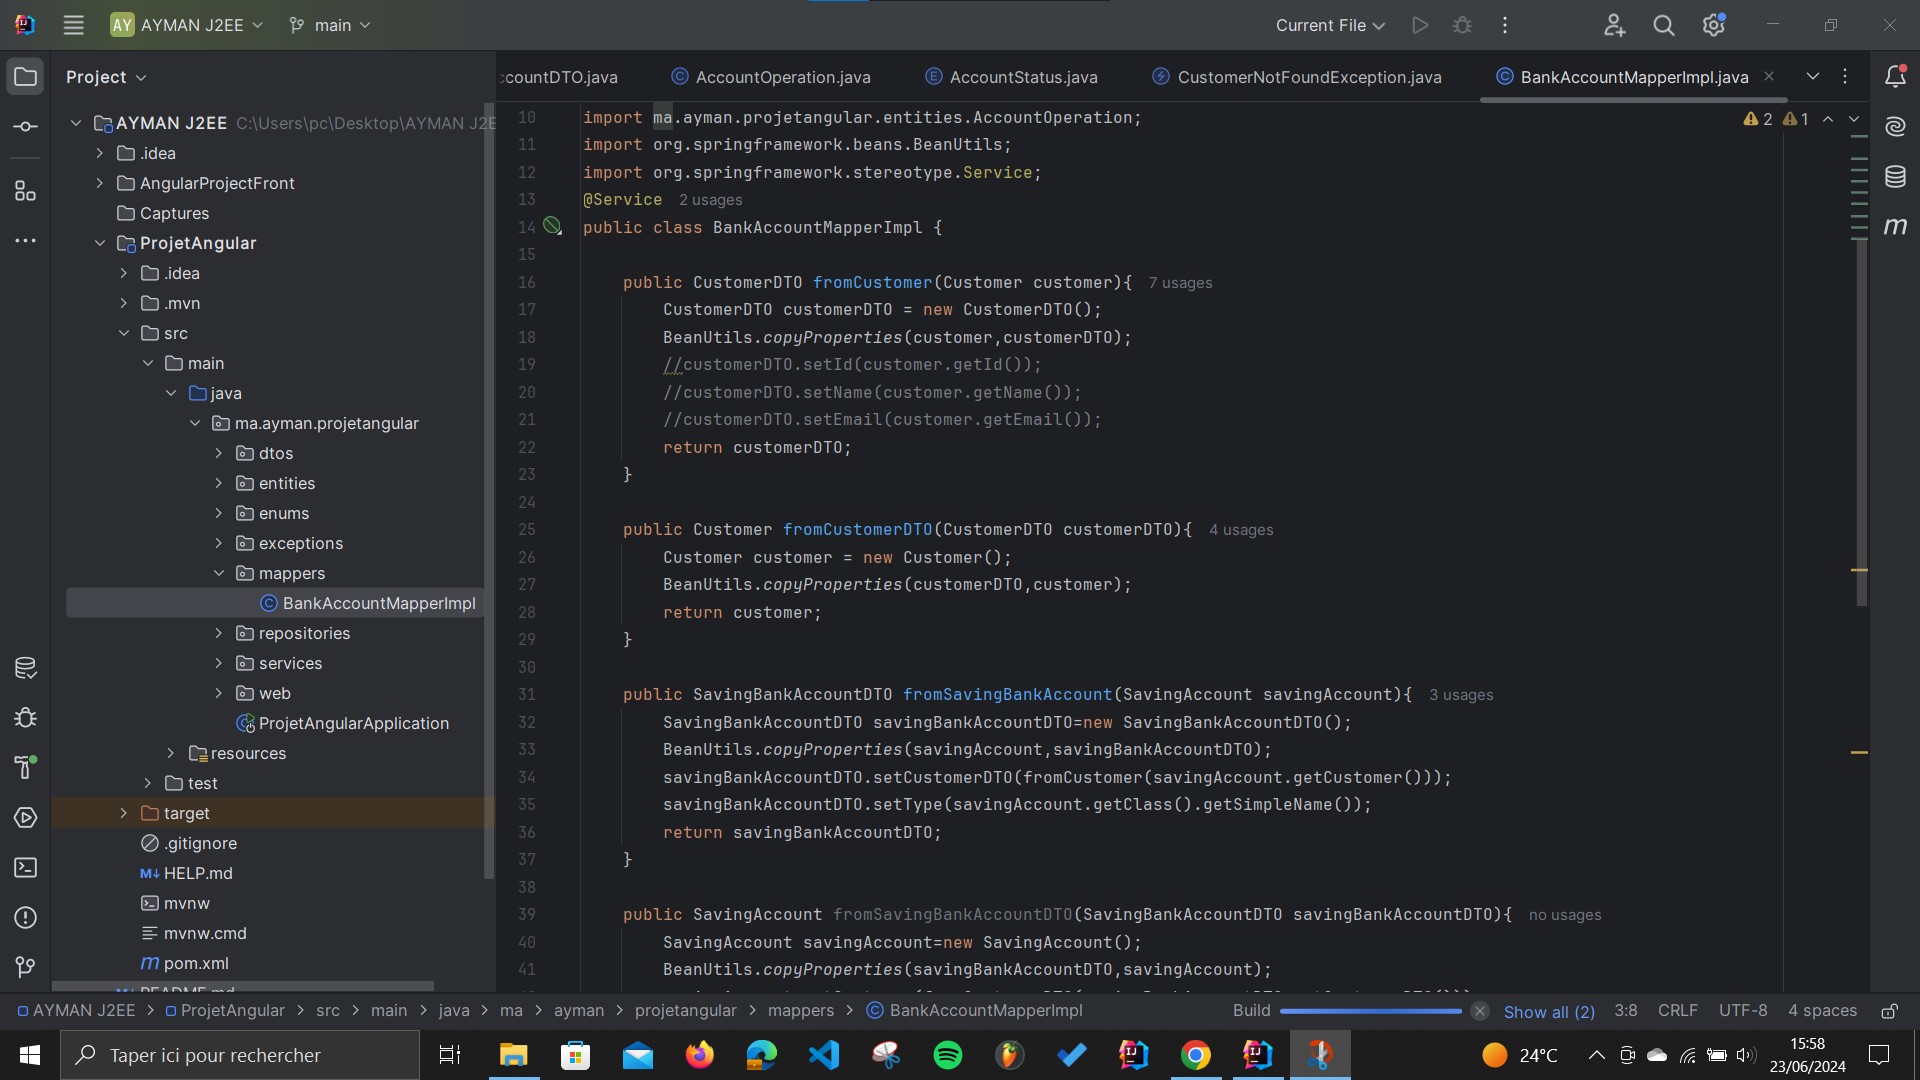 AY AYMAN J2EE main Current File
Project
countDTO.java AccountOperation.java AccountStatus.java CustomerNotFoundException.java BankAccountMapperImpl.java
AYMAN J2EE C:\Users\pc\Desktop\AYMAN J2E
.idea
AngularProjectFront
Captures
ProjetAngular
.idea
.mvn
src
main
java
ma.ayman.projetangular
dtos
entities
enums
exceptions
mappers
BankAccountMapperImpl
repositories
services
web
ProjetAngularApplication
resources
test
target
.gitignore
HELP.md
mvnw
mvnw.cmd
pom.xml
README.md
2 1
10 import ma.ayman.projetangular.entities.AccountOperation;
11 import org.springframework.beans.BeanUtils;
12 import org.springframework.stereotype.Service;
13 @Service 2 usages
14 public class BankAccountMapperImpl {
15
16 public CustomerDTO fromCustomer(Customer customer){ 7 usages
17 CustomerDTO customerDTO = new CustomerDTO();
18 BeanUtils.copyProperties(customer,customerDTO);
19 //customerDTO.setId(customer.getId());
20 //customerDTO.setName(customer.getName());
21 //customerDTO.setEmail(customer.getEmail());
22 return customerDTO;
23 }
24
25 public Customer fromCustomerDTO(CustomerDTO customerDTO){ 4 usages
26 Customer customer = new Customer();
27 BeanUtils.copyProperties(customerDTO,customer);
28 return customer;
29 }
30
31 public SavingBankAccountDTO fromSavingBankAccount(SavingAccount savingAccount){ 3 usages
32 SavingBankAccountDTO savingBankAccountDTO=new SavingBankAccountDTO();
33 BeanUtils.copyProperties(savingAccount,savingBankAccountDTO);
34 savingBankAccountDTO.setCustomerDTO(fromCustomer(savingAccount.getCustomer()));
35 savingBankAccountDTO.setType(savingAccount.getClass().getSimpleName());
36 return savingBankAccountDTO;
37 }
38
39 public SavingAccount fromSavingBankAccountDTO(SavingBankAccountDTO savingBankAccountDTO){ no usages
40 SavingAccount savingAccount=new SavingAccount();
41 BeanUtils.copyProperties(savingBankAccountDTO,savingAccount);
AYMAN J2EE > ProjetAngular > src > main > java > ma > ayman > projetangular > mappers > BankAccountMapperImpl Build Show all (2) 3:8 CRLF UTF-8 4 spaces
Taper ici pour rechercher 24°C 15:58
23/06/2024